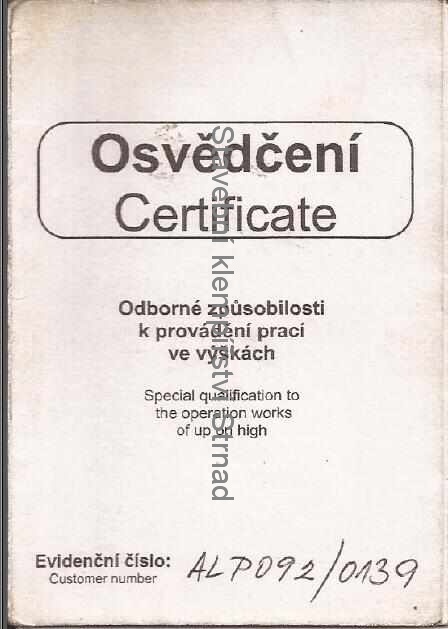 Osvědčení
Certificate
Odborné způsobilosti
k provádění prací
ve výškách
Special qualification to
the operation works
of up on high
Stavební klempířství Strnad
Evidenční číslo: ALP092/0139
Customer number